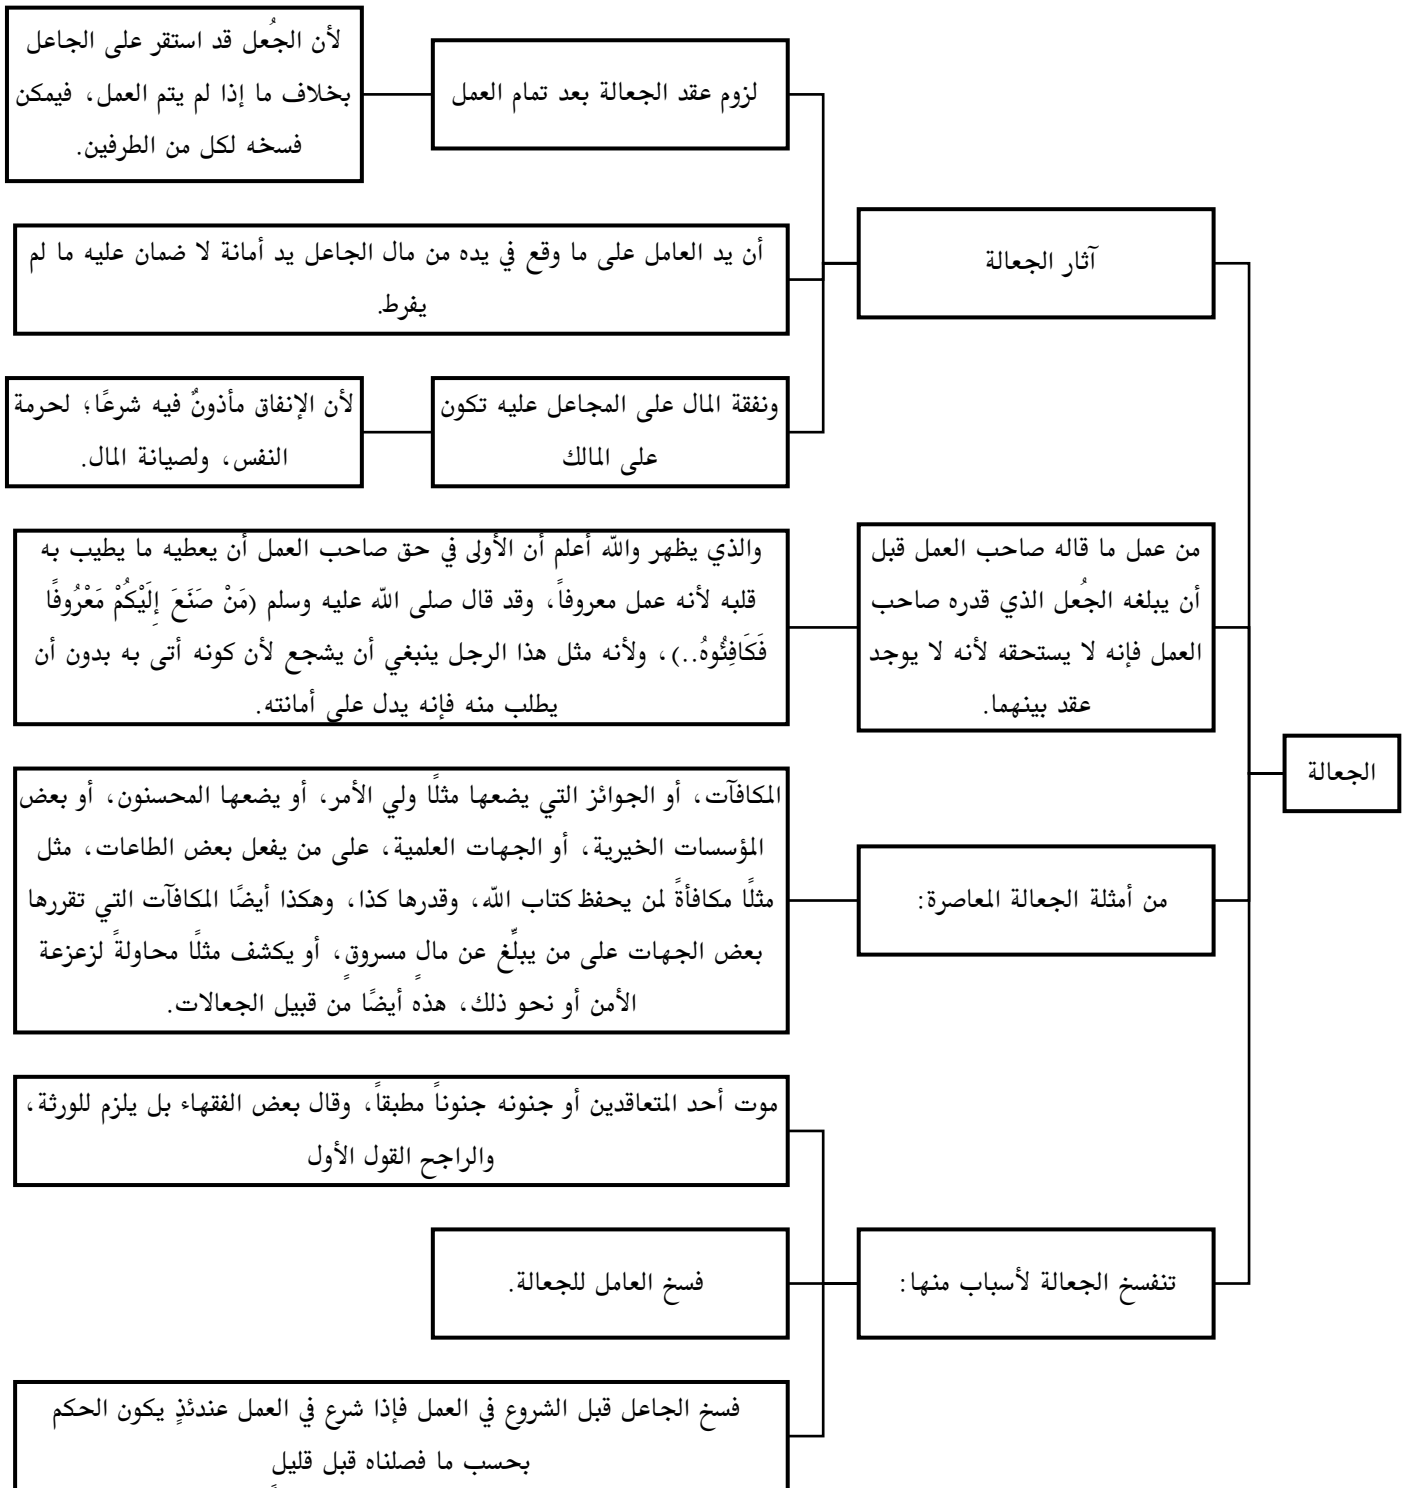 الجعالة
آثار الجعالة
لزوم عقد الجعالة بعد تمام العمل
لأن الجُعل قد استقر على الجاعل
بخلاف ما إذا لم يتم العمل، فيمكن
فسخه لكل من الطرفين.
أن يد العامل على ما وقع في يده من مال الجاعل يد أمانة لا ضمان عليه ما لم
يفرط.
ونفقة المال على المجاعل عليه تكون
على المالك
لأن الإنفاق مأذونٌ فيه شرعًا؛ لحرمة
النفس، ولصيانة المال.
من عمل ما قاله صاحب العمل قبل
أن يبلغه الجُعل الذي قدره صاحب
العمل فإنه لا يستحقه لأنه لا يوجد
عقد بينهما.
والذي يظهر والله أعلم أن الأولى في حق صاحب العمل أن يعطيه ما يطيب به
قلبه لأنه عمل معروفاً، وقد قال صلى الله عليه وسلم (مَنْ صَنَعَ إِلَيْكُمْ مَعْرُوفًا
فَكَافِئُوهُ..)، ولأنه مثل هذا الرجل ينبغي أن يشجع لأن كونه أتى به بدون أن
يطلب منه فإنه يدل على أمانته.
من أمثلة الجعالة المعاصرة:
المكافآت، أو الجوائز التي يضعها مثلًا ولي الأمر، أو يضعها المحسنون، أو بعض
المؤسسات الخيرية، أو الجهات العلمية، على من يفعل بعض الطاعات، مثل
مثلًا مكافأةً لمن يحفظ كتاب الله، وقدرها كذا، وهكذا أيضًا المكافآت التي تقررها
بعض الجهات على من يبلِّغ عن مالٍ مسروقٍ، أو يكشف مثلًا محاولةً لزعزعة
الأمن أو نحو ذلك، هذه أيضًا من قبيل الجعالات.
تنفسخ الجعالة لأسباب منها:
موت أحد المتعاقدين أو جنونه جنوناً مطبقاً، وقال بعض الفقهاء بل يلزم للورثة،
والراجح القول الأول
فسخ العامل للجعالة.
فسخ الجاعل قبل الشروع في العمل فإذا شرع في العمل عندئذٍ يكون الحكم
بحسب ما فصلناه قبل قليل